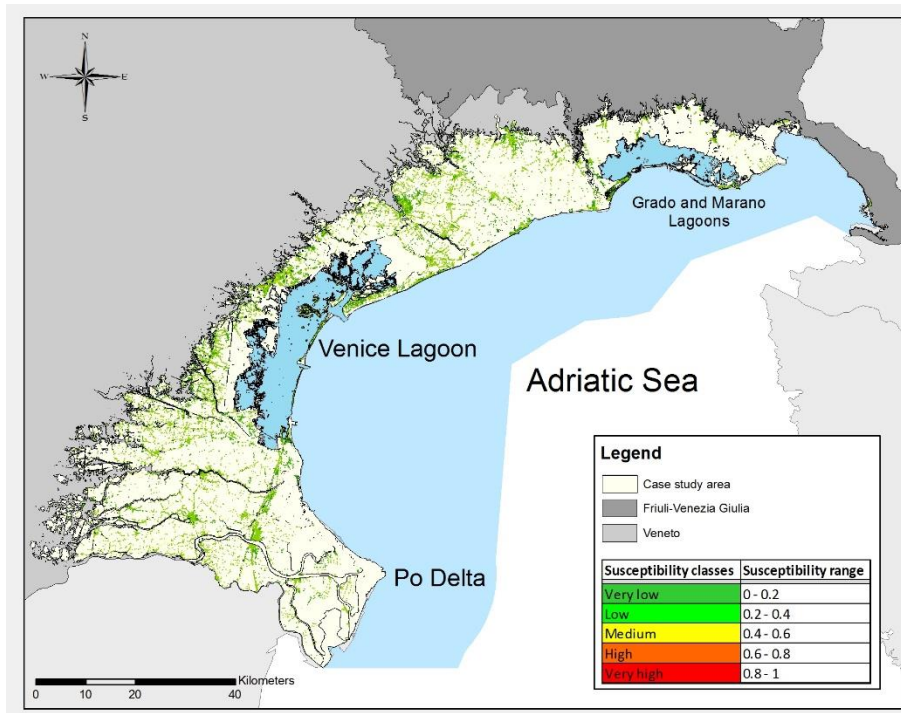 N
W
E
S
Grado and Marano
Lagoons
Venice Lagoon
Adriatic Sea
Po Delta
Legend
Case study area
Friuli-Venezia Giulia
Veneto
Susceptibility classes Susceptibility range
Very low 0 - 0.2
Low 0.2 - 0.4
Medium 0.4 - 0.6
High 0.6 - 0.8
Very high 0.8 - 1
Kilometers
0 10 20 40